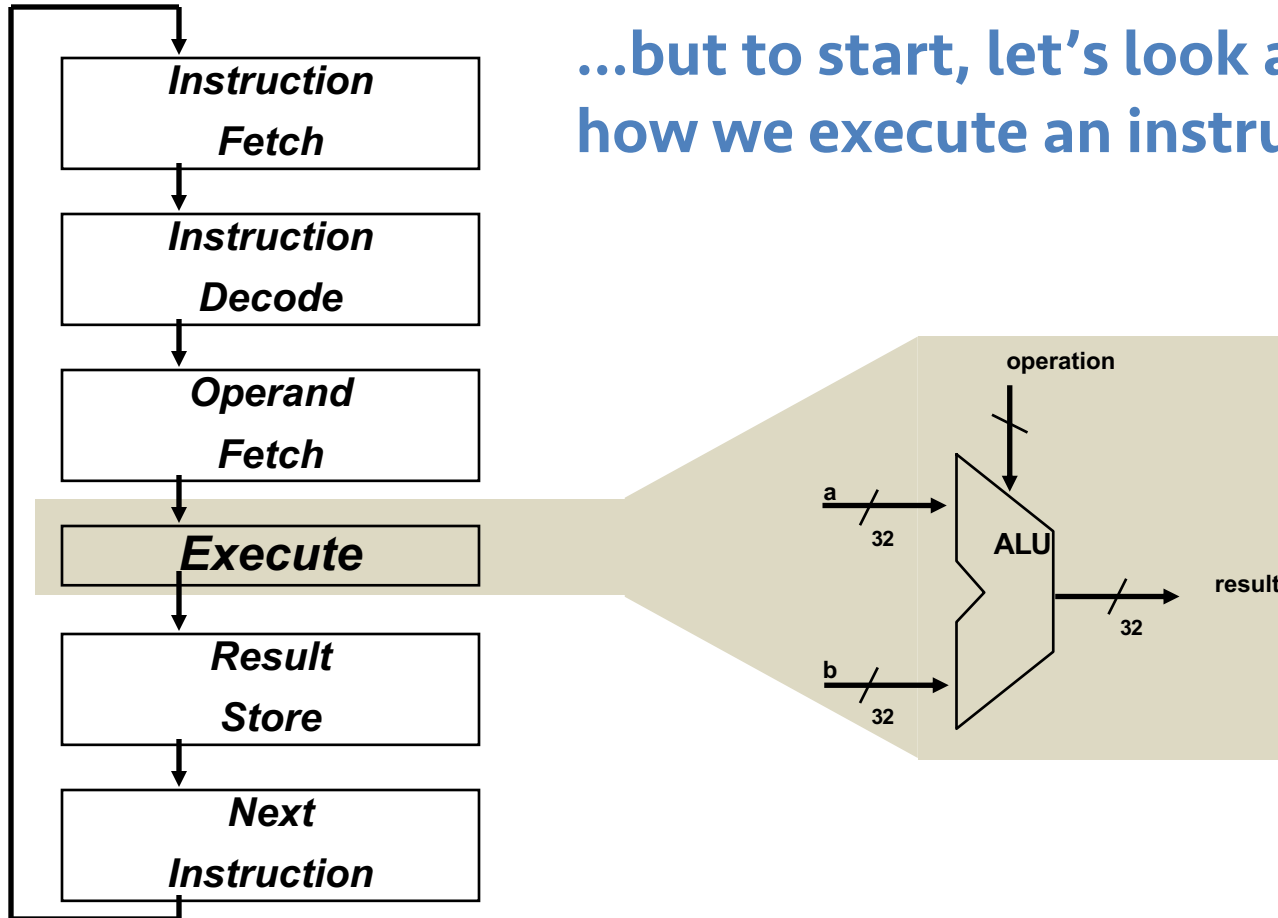 ...but to start, let's look a
how we execute an instru
Instruction
Fetch
Instruction
Decode
Operand
Fetch
Execute
Result
Store
Next
Instruction
operation
a
32
ALU
b
32
result
32